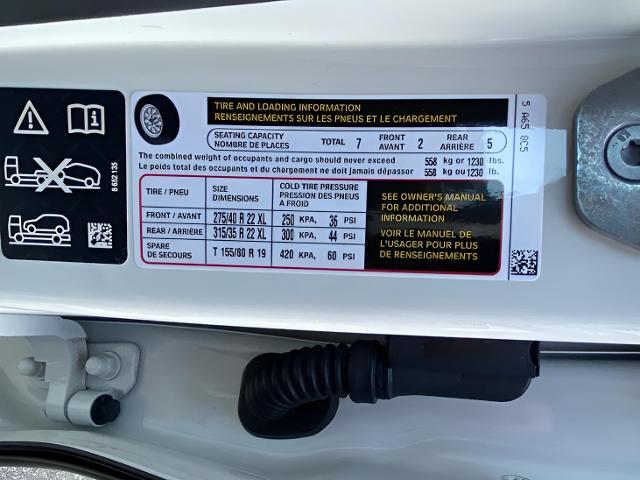 TIRE AND LOADING INFORMATION
RENSEIGNEMENTS SUR LES PNEUS ET LE CHARGEMENT
SEATING CAPACITY
NOMBRE DE PLACES
TOTAL 7
FRONT
AVANT
2
REAR
ARRIÈRE
5
The combined weight of occupants and cargo should never exceed 558 kg or 1230 lbs.
Le poids total des occupants et du chargement ne doit jamais dépasser 558 kg ou 1230 lb.
TIRE / PNEU
SIZE
DIMENSIONS
COLD TIRE PRESSURE
PRESSION DES PNEUS
A FROID
FRONT / AVANT 275/40 R 22 XL 250 KPA, 36 PSI
REAR / ARRIÈRE 315/35 R 22 XL 300 KPA, 44 PSI
SPARE
DE SECOURS
T 155/80 R 19 420 KPA, 60 PSI
SEE OWNER'S MANUAL
FOR ADDITIONAL
INFORMATION
VOIR LE MANUEL DE
L'USAGER POUR PLUS
DE RENSEIGNEMENTS
5 A65 8C5
B 652 135